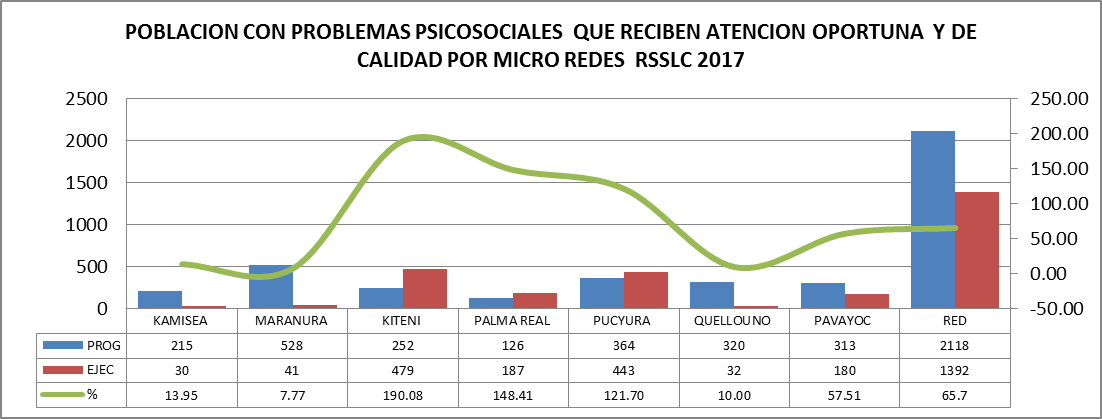 POBLACION CON PROBLEMAS PSICOSOCIALES QUE RECIBEN ATENCION OPORTUNA Y DE
CALIDAD POR MICRO REDES RSSLC 2017
2500 250.00
2000 200.00
150.00
1500
100.00
1000 50.00
500 0.00
0 -50.00
KAMISEA MARANURA KITENI PALMA REAL PUCYURA QUELLOUNO PAVAYOC RED
PROG 215 528 252 126 364 320 313 2118
EJEC 30 41 479 187 443 32 180 1392
% 13.95 7.77 190.08 148.41 121.70 10.00 57.51 65.7